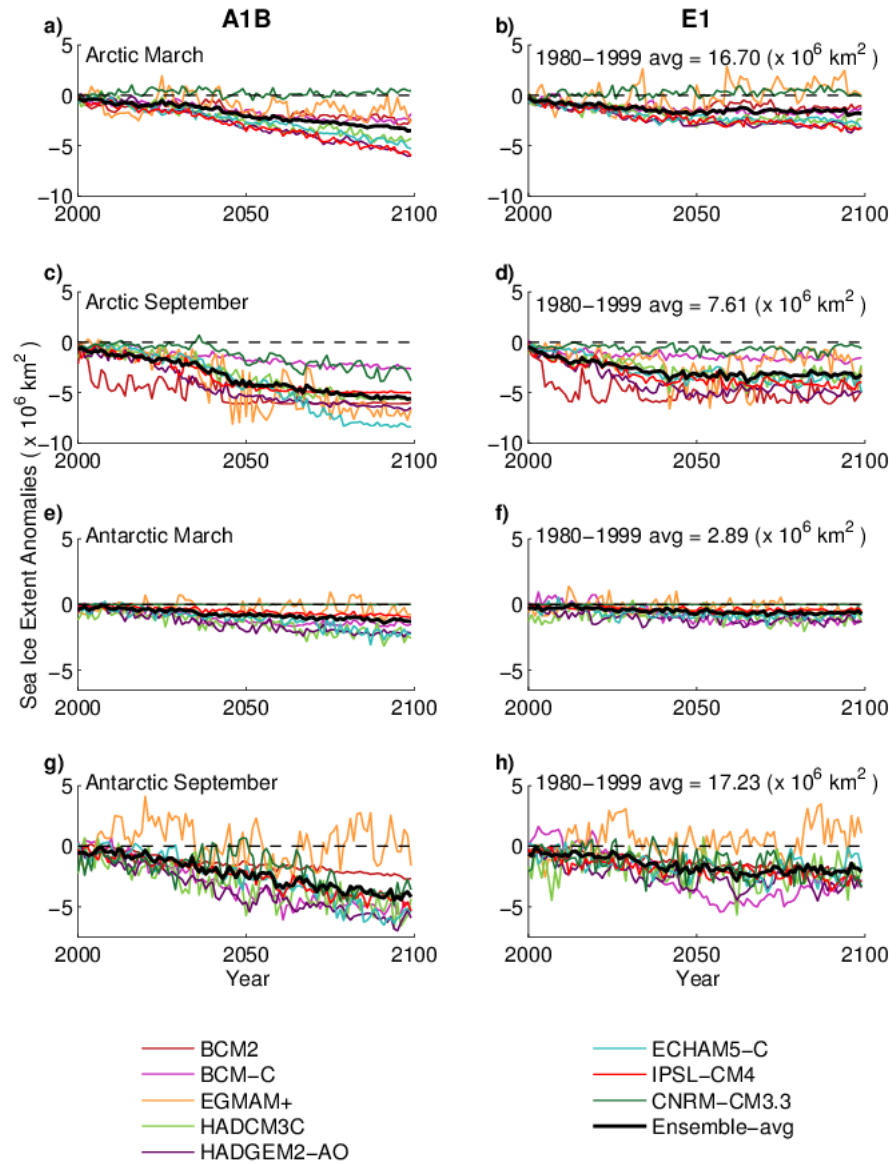 A1B
E1
a)
Arctic March
5
0
−5
−10
2000
2050
2100
b)
1980−1999 avg = 16.70 (x 10⁶ km²)
5
0
−5
−10
2000
2050
2100
c)
Arctic September
5
0
−5
−10
2000
2050
2100
d)
1980−1999 avg = 7.61 (x 10⁶ km²)
5
0
−5
−10
2000
2050
2100
Sea Ice Extent Anomalies ( x 10⁶ km²)
e)
Antarctic March
5
0
−5
2000
2050
2100
f)
1980−1999 avg = 2.89 (x 10⁶ km²)
5
0
−5
2000
2050
2100
g)
Antarctic September
5
0
−5
2000
2050
2100
Year
h)
1980−1999 avg = 17.23 (x 10⁶ km²)
5
0
−5
2000
2050
2100
Year
BCM2
BCM−C
EGMAM+
HADCM3C
HADGEM2−AO
ECHAM5−C
IPSL−CM4
CNRM−CM3.3
Ensemble−avg